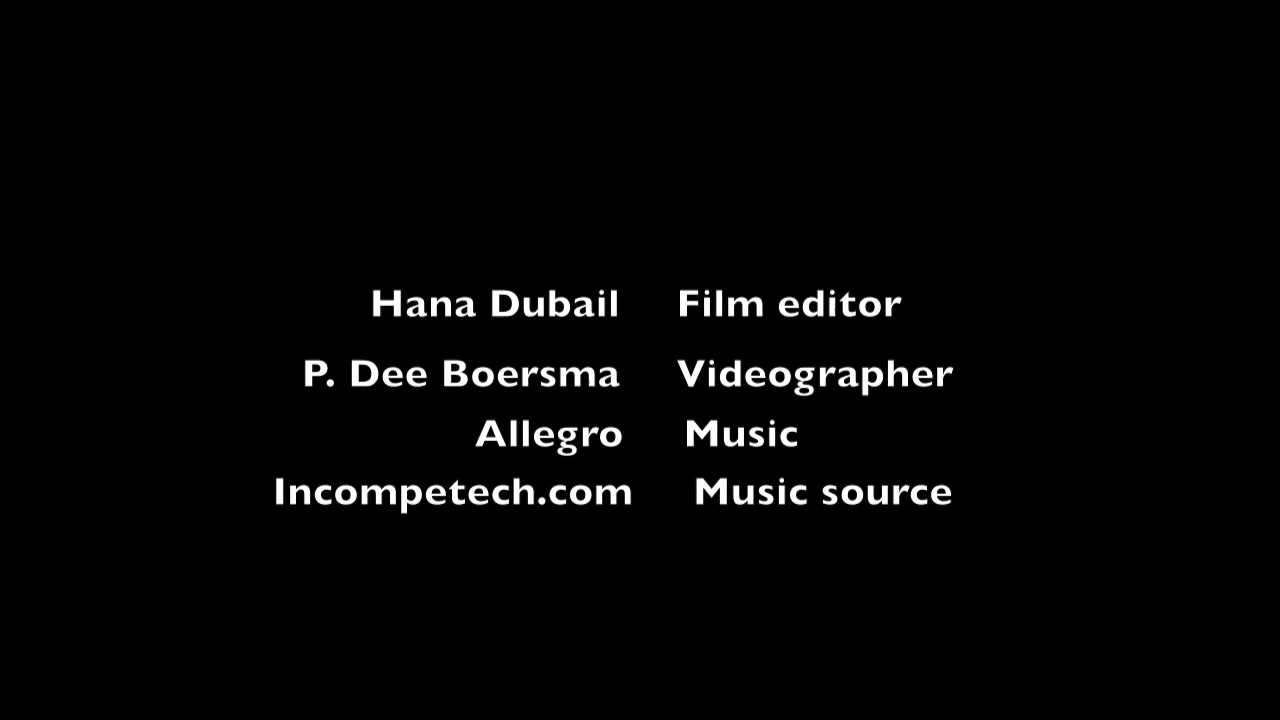 Hana Dubail Film editor
P. Dee Boersma Videographer
Allegro Music
Incompetech.com Music source